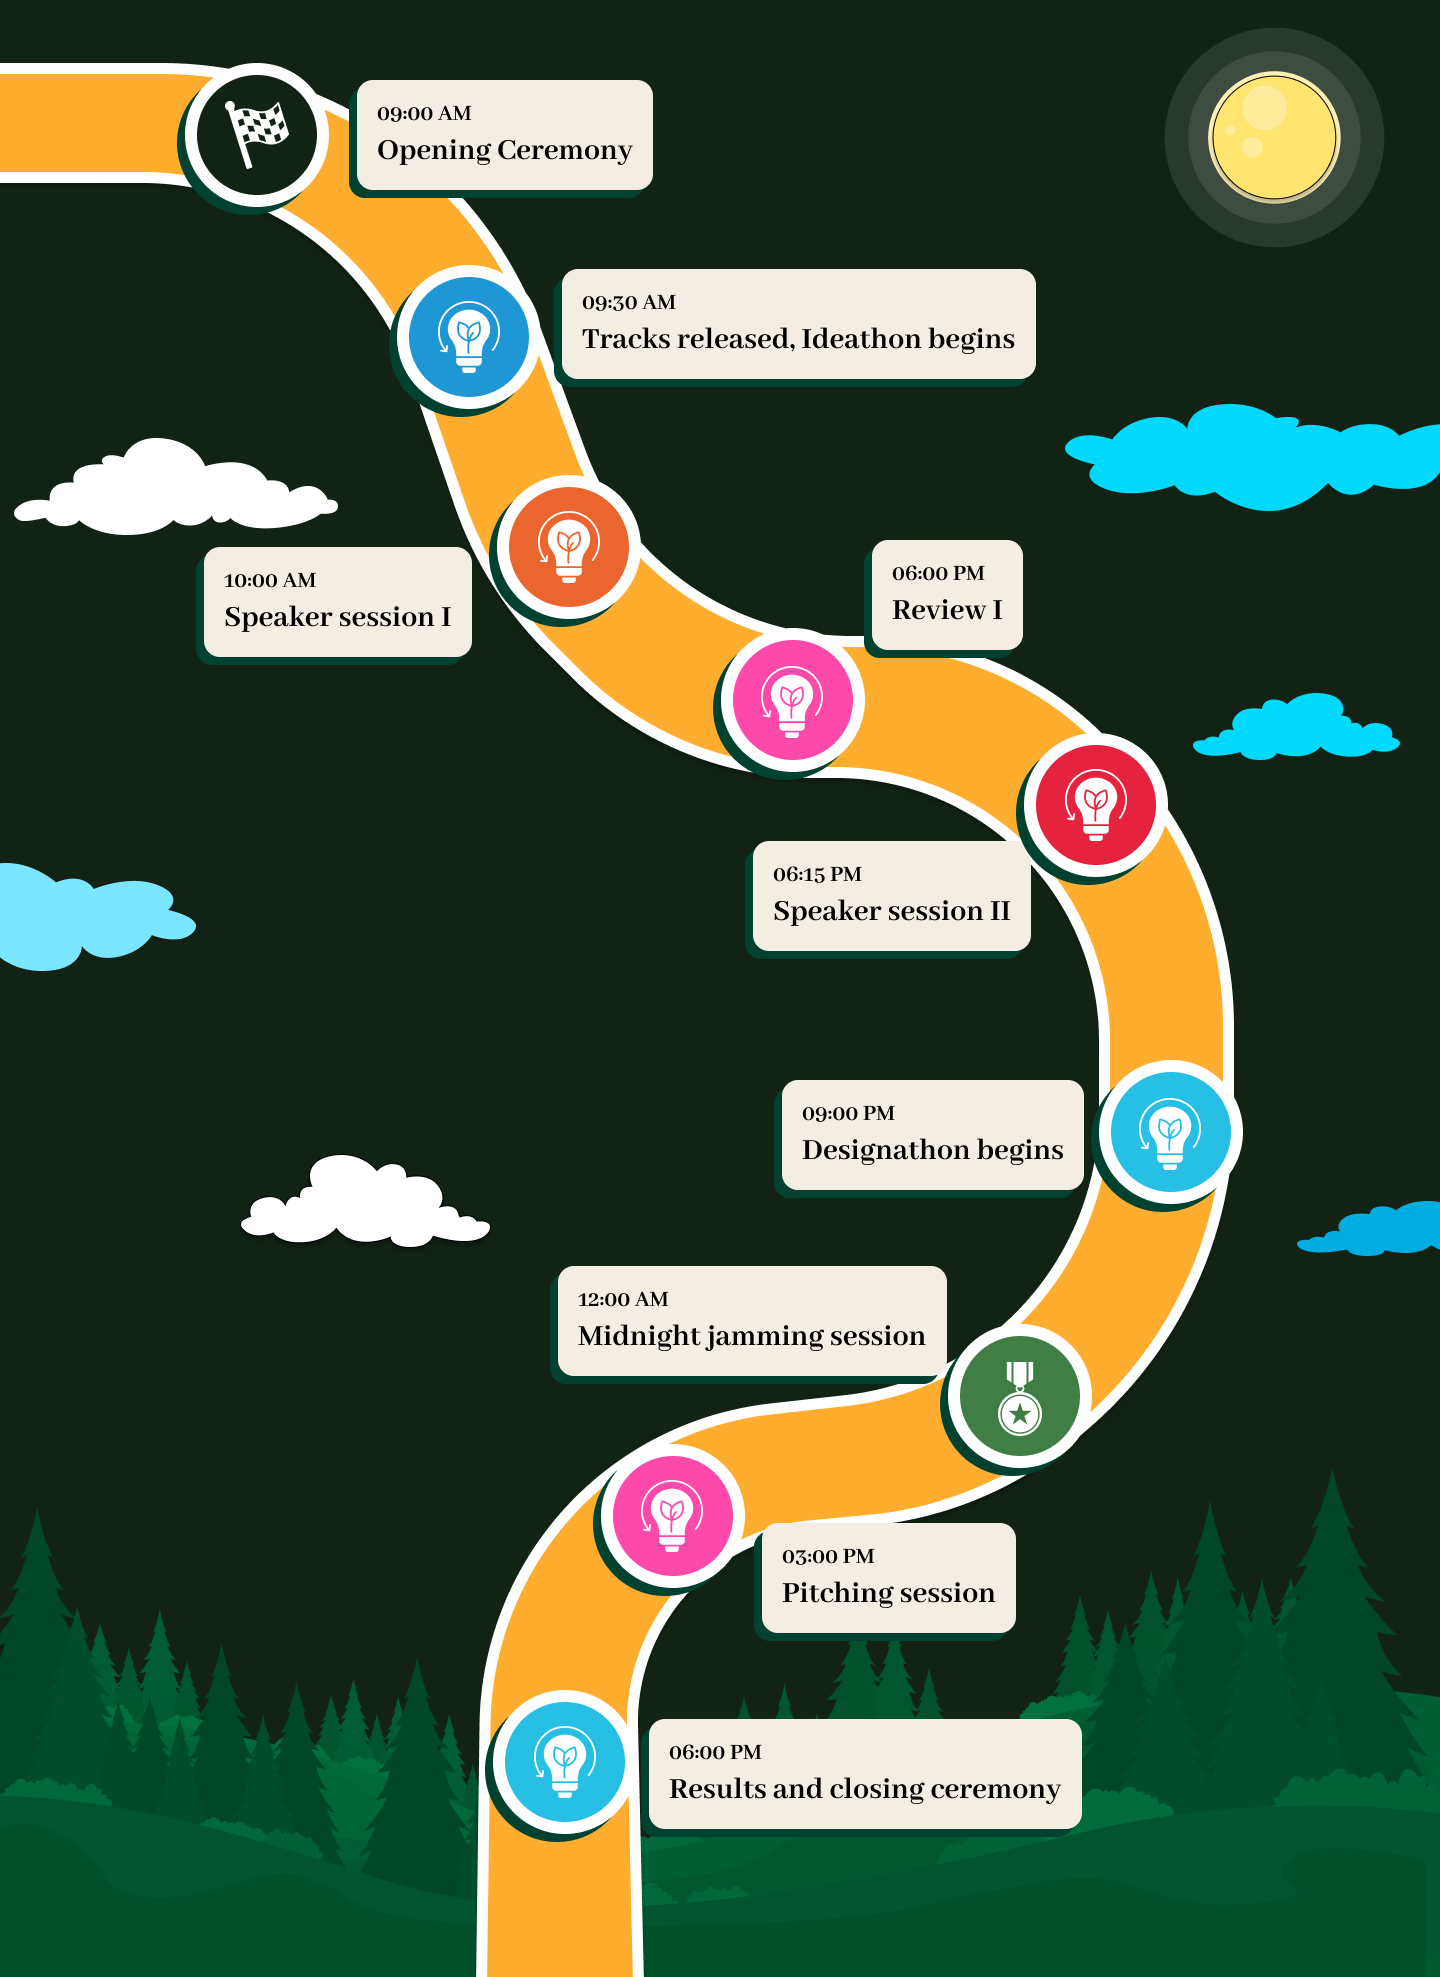 09:00 AM
Opening Ceremony
09:30 AM
Tracks released, Ideathon begins
10:00 AM
Speaker session I
06:00 PM
Review I
06:15 PM
Speaker session II
09:00 PM
Designathon begins
12:00 AM
Midnight jamming session
03:00 PM
Pitching session
06:00 PM
Results and closing ceremony